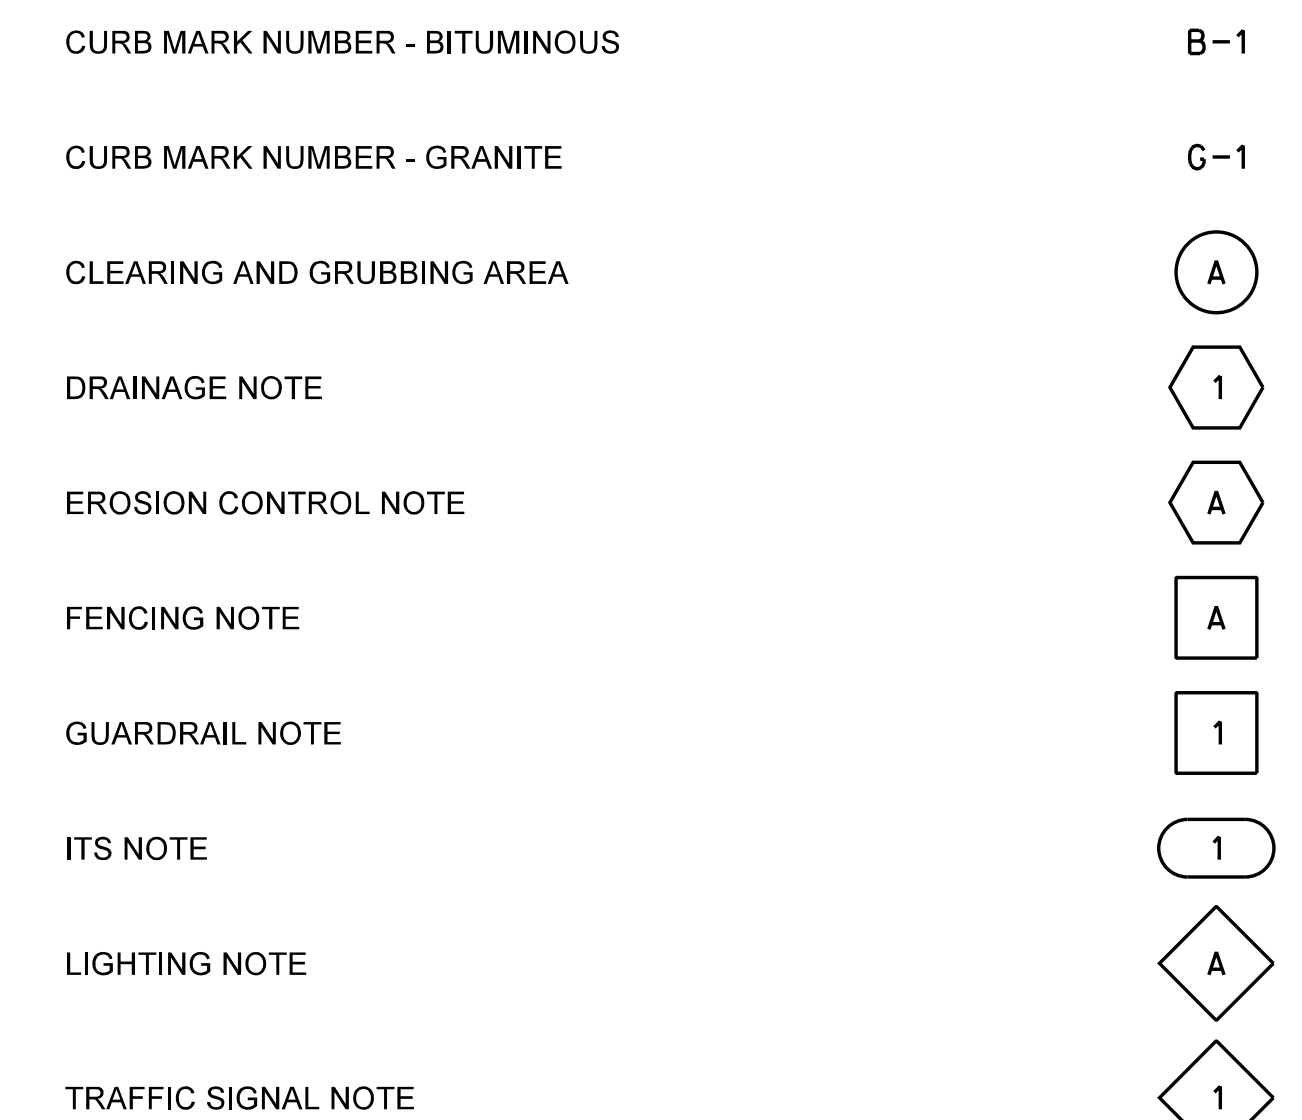 CURB MARK NUMBER - BITUMINOUS B-1
CURB MARK NUMBER - GRANITE G-1
CLEARING AND GRUBBING AREA A
DRAINAGE NOTE 1
EROSION CONTROL NOTE A
FENCING NOTE A
GUARDRAIL NOTE 1
ITS NOTE 1
LIGHTING NOTE A
TRAFFIC SIGNAL NOTE 1